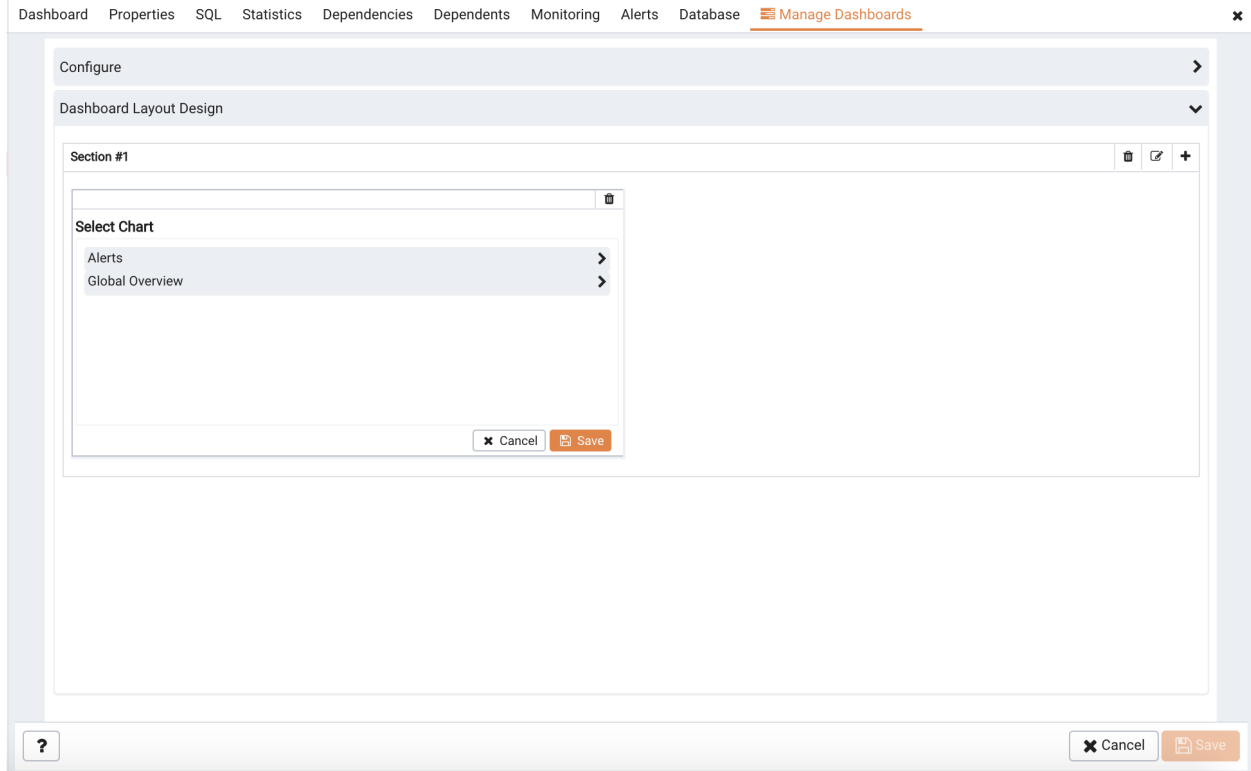 Dashboard Properties SQL Statistics Dependencies Dependents Monitoring Alerts Database Manage Dashboards
Configure
Dashboard Layout Design
Section #1
Select Chart
Alerts
Global Overview
Cancel Save
? Cancel Save